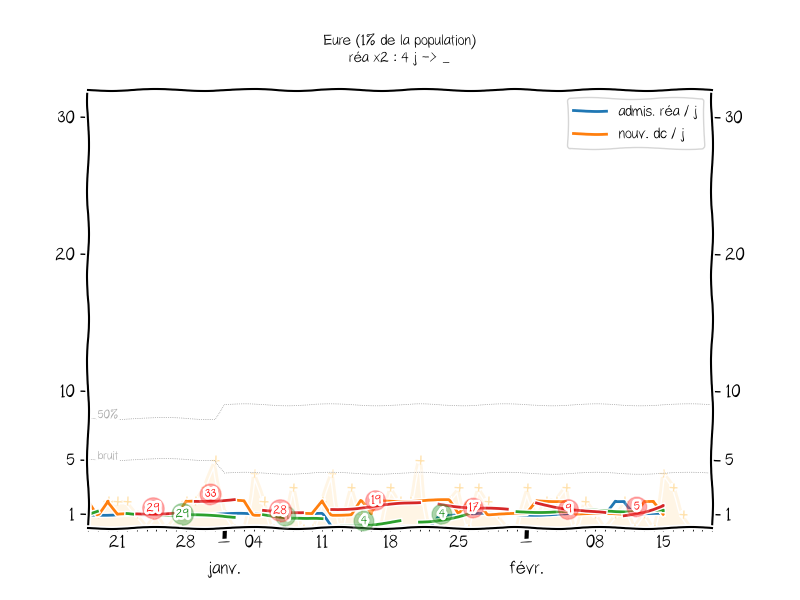 Eure (1% de la population)
réa x2 : 4 j -> _
admis. réa / j
nouv. dc / j
30 30
20 20
10 10
50%
bruit
5 5
1 1
33
29 29 28 4 19 4 17 9 5
21 28 04 11 18 25 08 15
janv. févr.